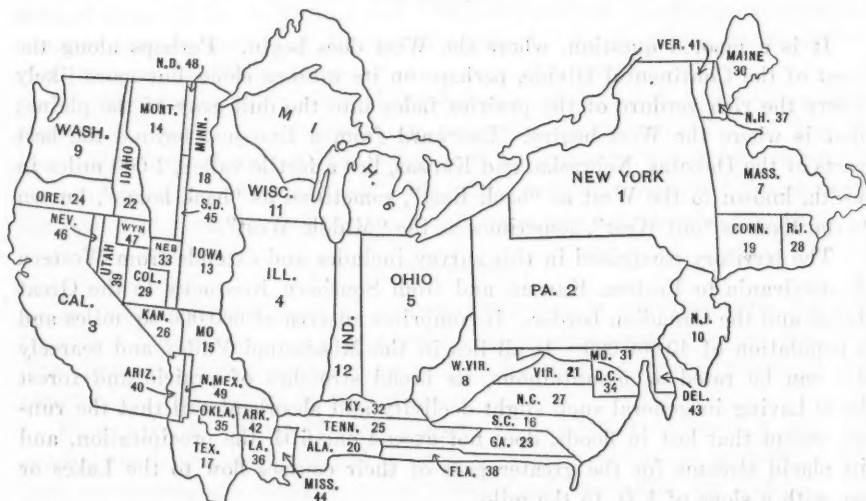 N.D. 48
VER. 41
MAINE
30
MONT.
14
MINN.
18
M
N.H. 37
WASH.
9
IDAHO
22
WISC.
11
NEW YORK
1
MASS.
7
ORE. 24
S.D.
45
NEV.
46
WYN
47
NEB
33
IOWA
13
CONN.
19
R.I.
28
UTAH
39
COL.
29
ILL.
4
OHIO
5
PA. 2
CAL.
3
KAN.
26
MO
15
IND.
12
N.J.
10
W.VIR.
8
VIR. 21
MD. 31
D.C.
34
ARIZ.
40
N.MEX.
49
KY. 32
N.C. 27
DEL.
43
OKLA.
35
ARK.
42
TENN. 25
S.C. 16
TEX.
LA.
36
ALA. 20
GA. 23
MISS.
44
FLA. 38